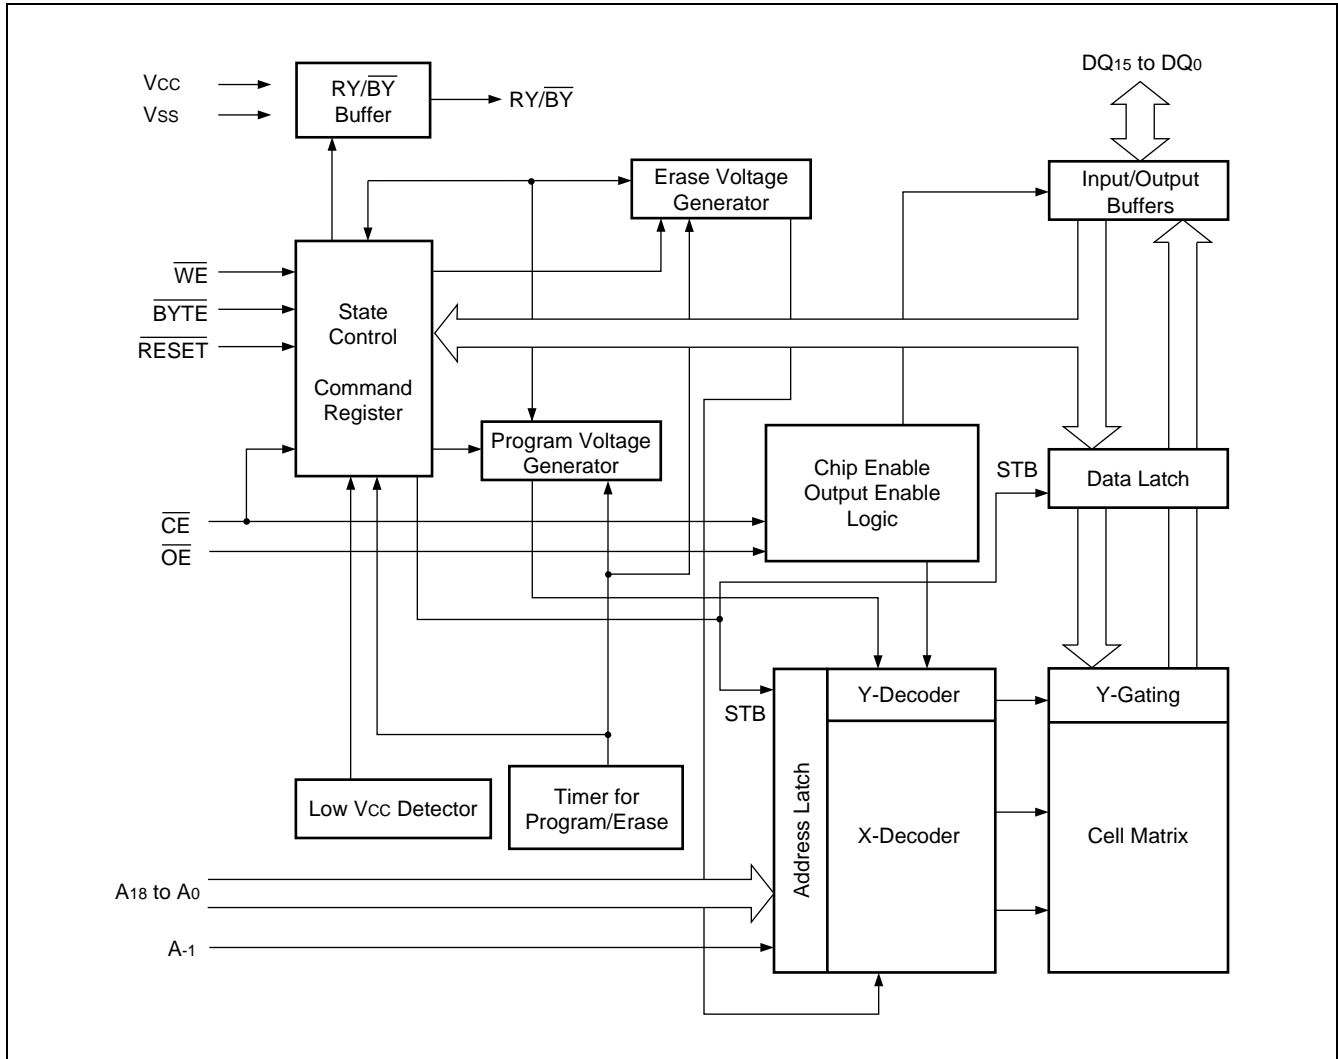 Vcc
Vss
RY/BY
Buffer
RY/BY
DQ15 to DQ0
Erase Voltage
Generator
Input/Output
Buffers
WE
BYTE
RESET
State
Control
Command
Register
Program Voltage
Generator
Chip Enable
Output Enable
Logic
STB
Data Latch
CE
OE
STB
Address Latch
Y-Decoder
Y-Gating
Low Vcc Detector
Timer for
Program/Erase
X-Decoder
Cell Matrix
A18 to A0
A-1